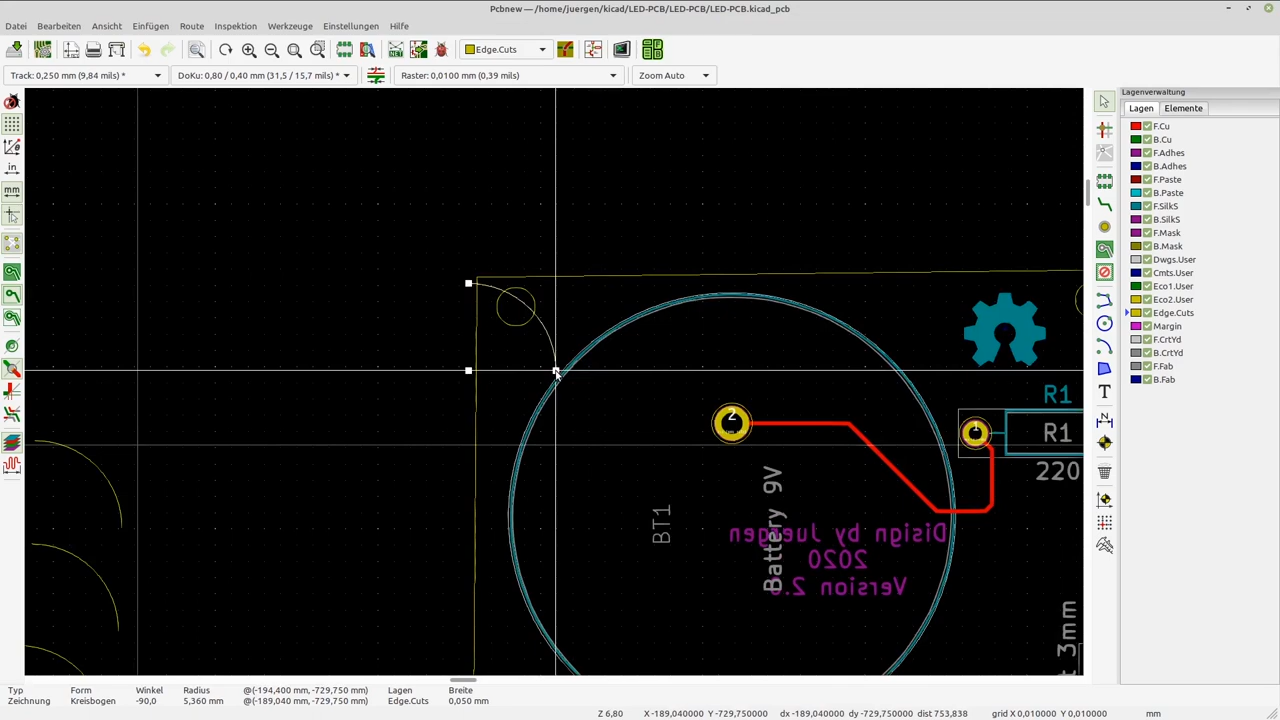 Pcbnew — /home/juergen/kicad/LED-PCB/LED-PCB/LED-PCB.kicad_pcb
Datei Bearbeiten Ansicht Einfügen Route Inspektion Werkzeuge Einstellungen Hilfe
NET Edge.Cuts
Track: 0,250 mm (9,84 mils) * DoKu: 0,80 / 0,40 mm (31,5 / 15,7 mils) * Raster: 0,0100 mm (0,39 mils) Zoom Auto
Lagenverwaltung
Lagen Elemente
F.Cu
B.Cu
F.Adhes
B.Adhes
F.Paste
B.Paste
F.SilkS
B.SilkS
F.Mask
B.Mask
Dwgs.User
Cmts.User
Eco1.User
Eco2.User
Edge.Cuts
Margin
F.CrtYd
B.CrtYd
F.Fab
B.Fab
in
mm
T
N
R1
2
1
R1
220
BT1
Battery 9V
Disign by Juergen
2020
Version 2.0
t 3mm
Typ Form Winkel Radius @(-194,400 mm, -729,750 mm) Lagen Breite
Zeichnung Kreisbogen -90,0 5,360 mm @(-189,040 mm, -729,750 mm) Edge.Cuts 0,050 mm
Z 6,80 X -189,040000 Y -729,750000 dx -189,040000 dy -729,750000 dist 753,838 grid X 0,010000 Y 0,010000 mm